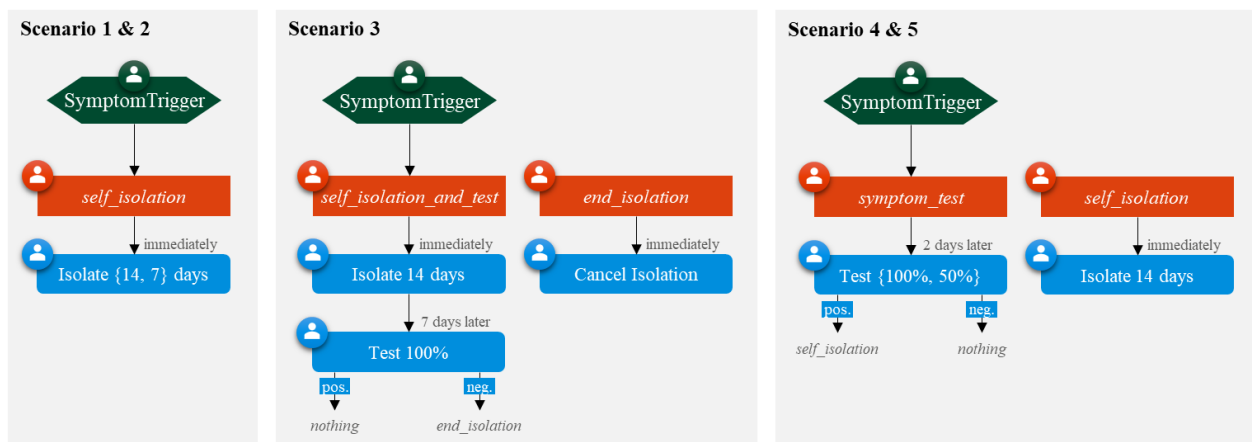 Scenario 1 & 2
SymptomTrigger
self_isolation
immediately
Isolate {14, 7} days
Scenario 3
SymptomTrigger
self_isolation_and_test
end_isolation
immediately
immediately
Isolate 14 days
Cancel Isolation
7 days later
Test 100%
pos.
neg.
nothing
end_isolation
Scenario 4 & 5
SymptomTrigger
symptom_test
self_isolation
2 days later
immediately
Test {100%, 50%}
Isolate 14 days
pos.
neg.
self_isolation
nothing